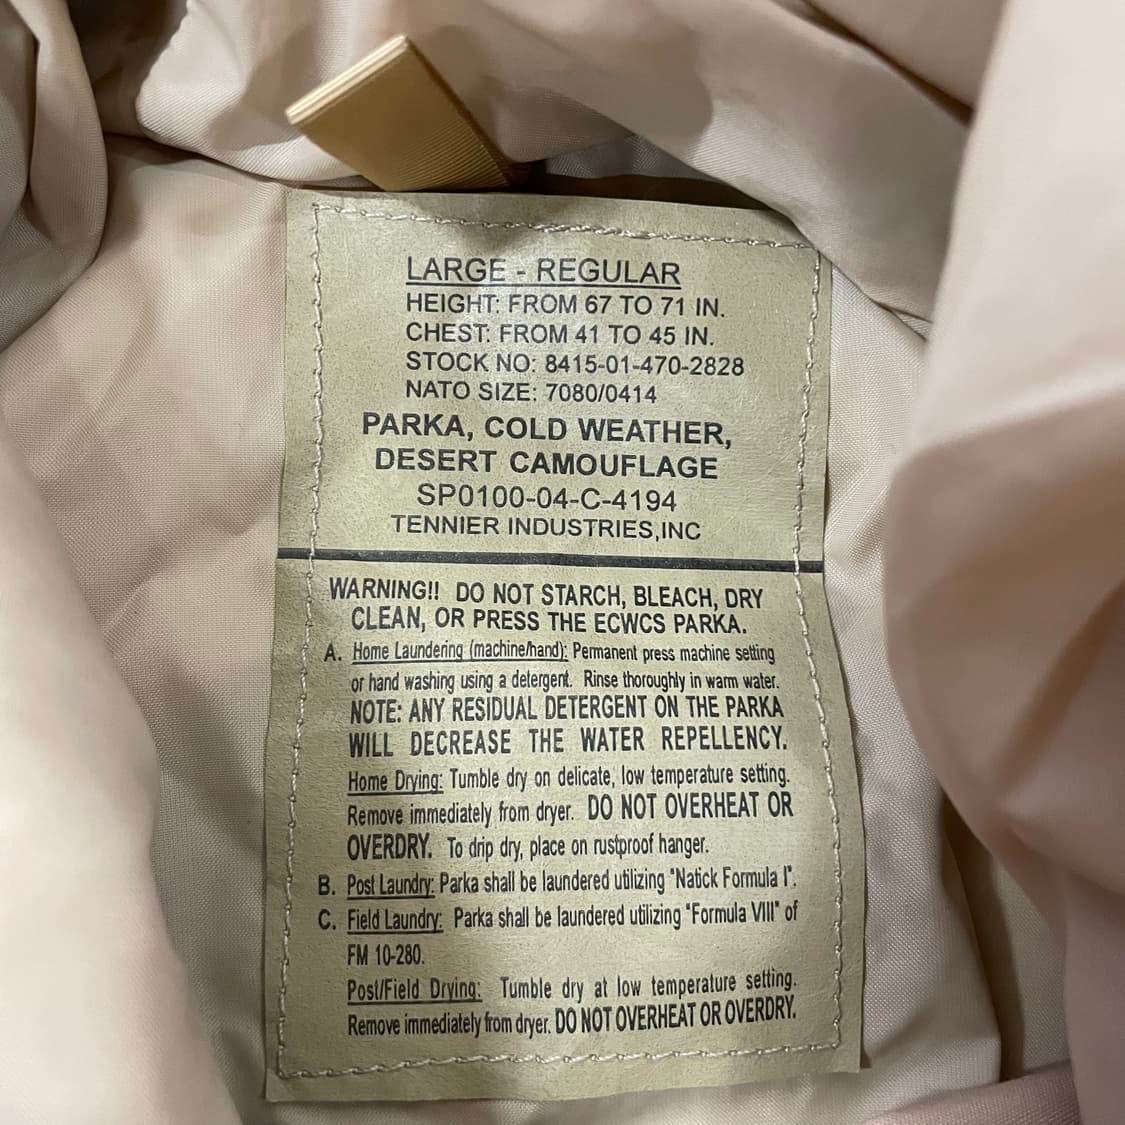 LARGE - REGULAR
HEIGHT: FROM 67 TO 71 IN.
CHEST: FROM 41 TO 45 IN.
STOCK NO: 8415-01-470-2828
NATO SIZE: 7080/0414
PARKA, COLD WEATHER,
DESERT CAMOUFLAGE
SP0100-04-C-4194
TENNIER INDUSTRIES,INC
WARNING!! DO NOT STARCH, BLEACH, DRY
CLEAN, OR PRESS THE ECWCS PARKA.
A. Home Laundering (machine/hand): Permanent press machine setting
or hand washing using a detergent. Rinse thoroughly in warm water.
NOTE: ANY RESIDUAL DETERGENT ON THE PARKA
WILL DECREASE THE WATER REPELLENCY.
Home Drying: Tumble dry on delicate, low temperature setting.
Remove immediately from dryer. DO NOT OVERHEAT OR
OVERDRY. To drip dry, place on rustproof hanger.
B. Post Laundry: Parka shall be laundered utilizing "Natick Formula I".
C. Field Laundry: Parka shall be laundered utilizing "Formula VIII" of
FM 10-280.
Post/Field Drying: Tumble dry at low temperature setting.
Remove immediately from dryer. DO NOT OVERHEAT OR OVERDRY.